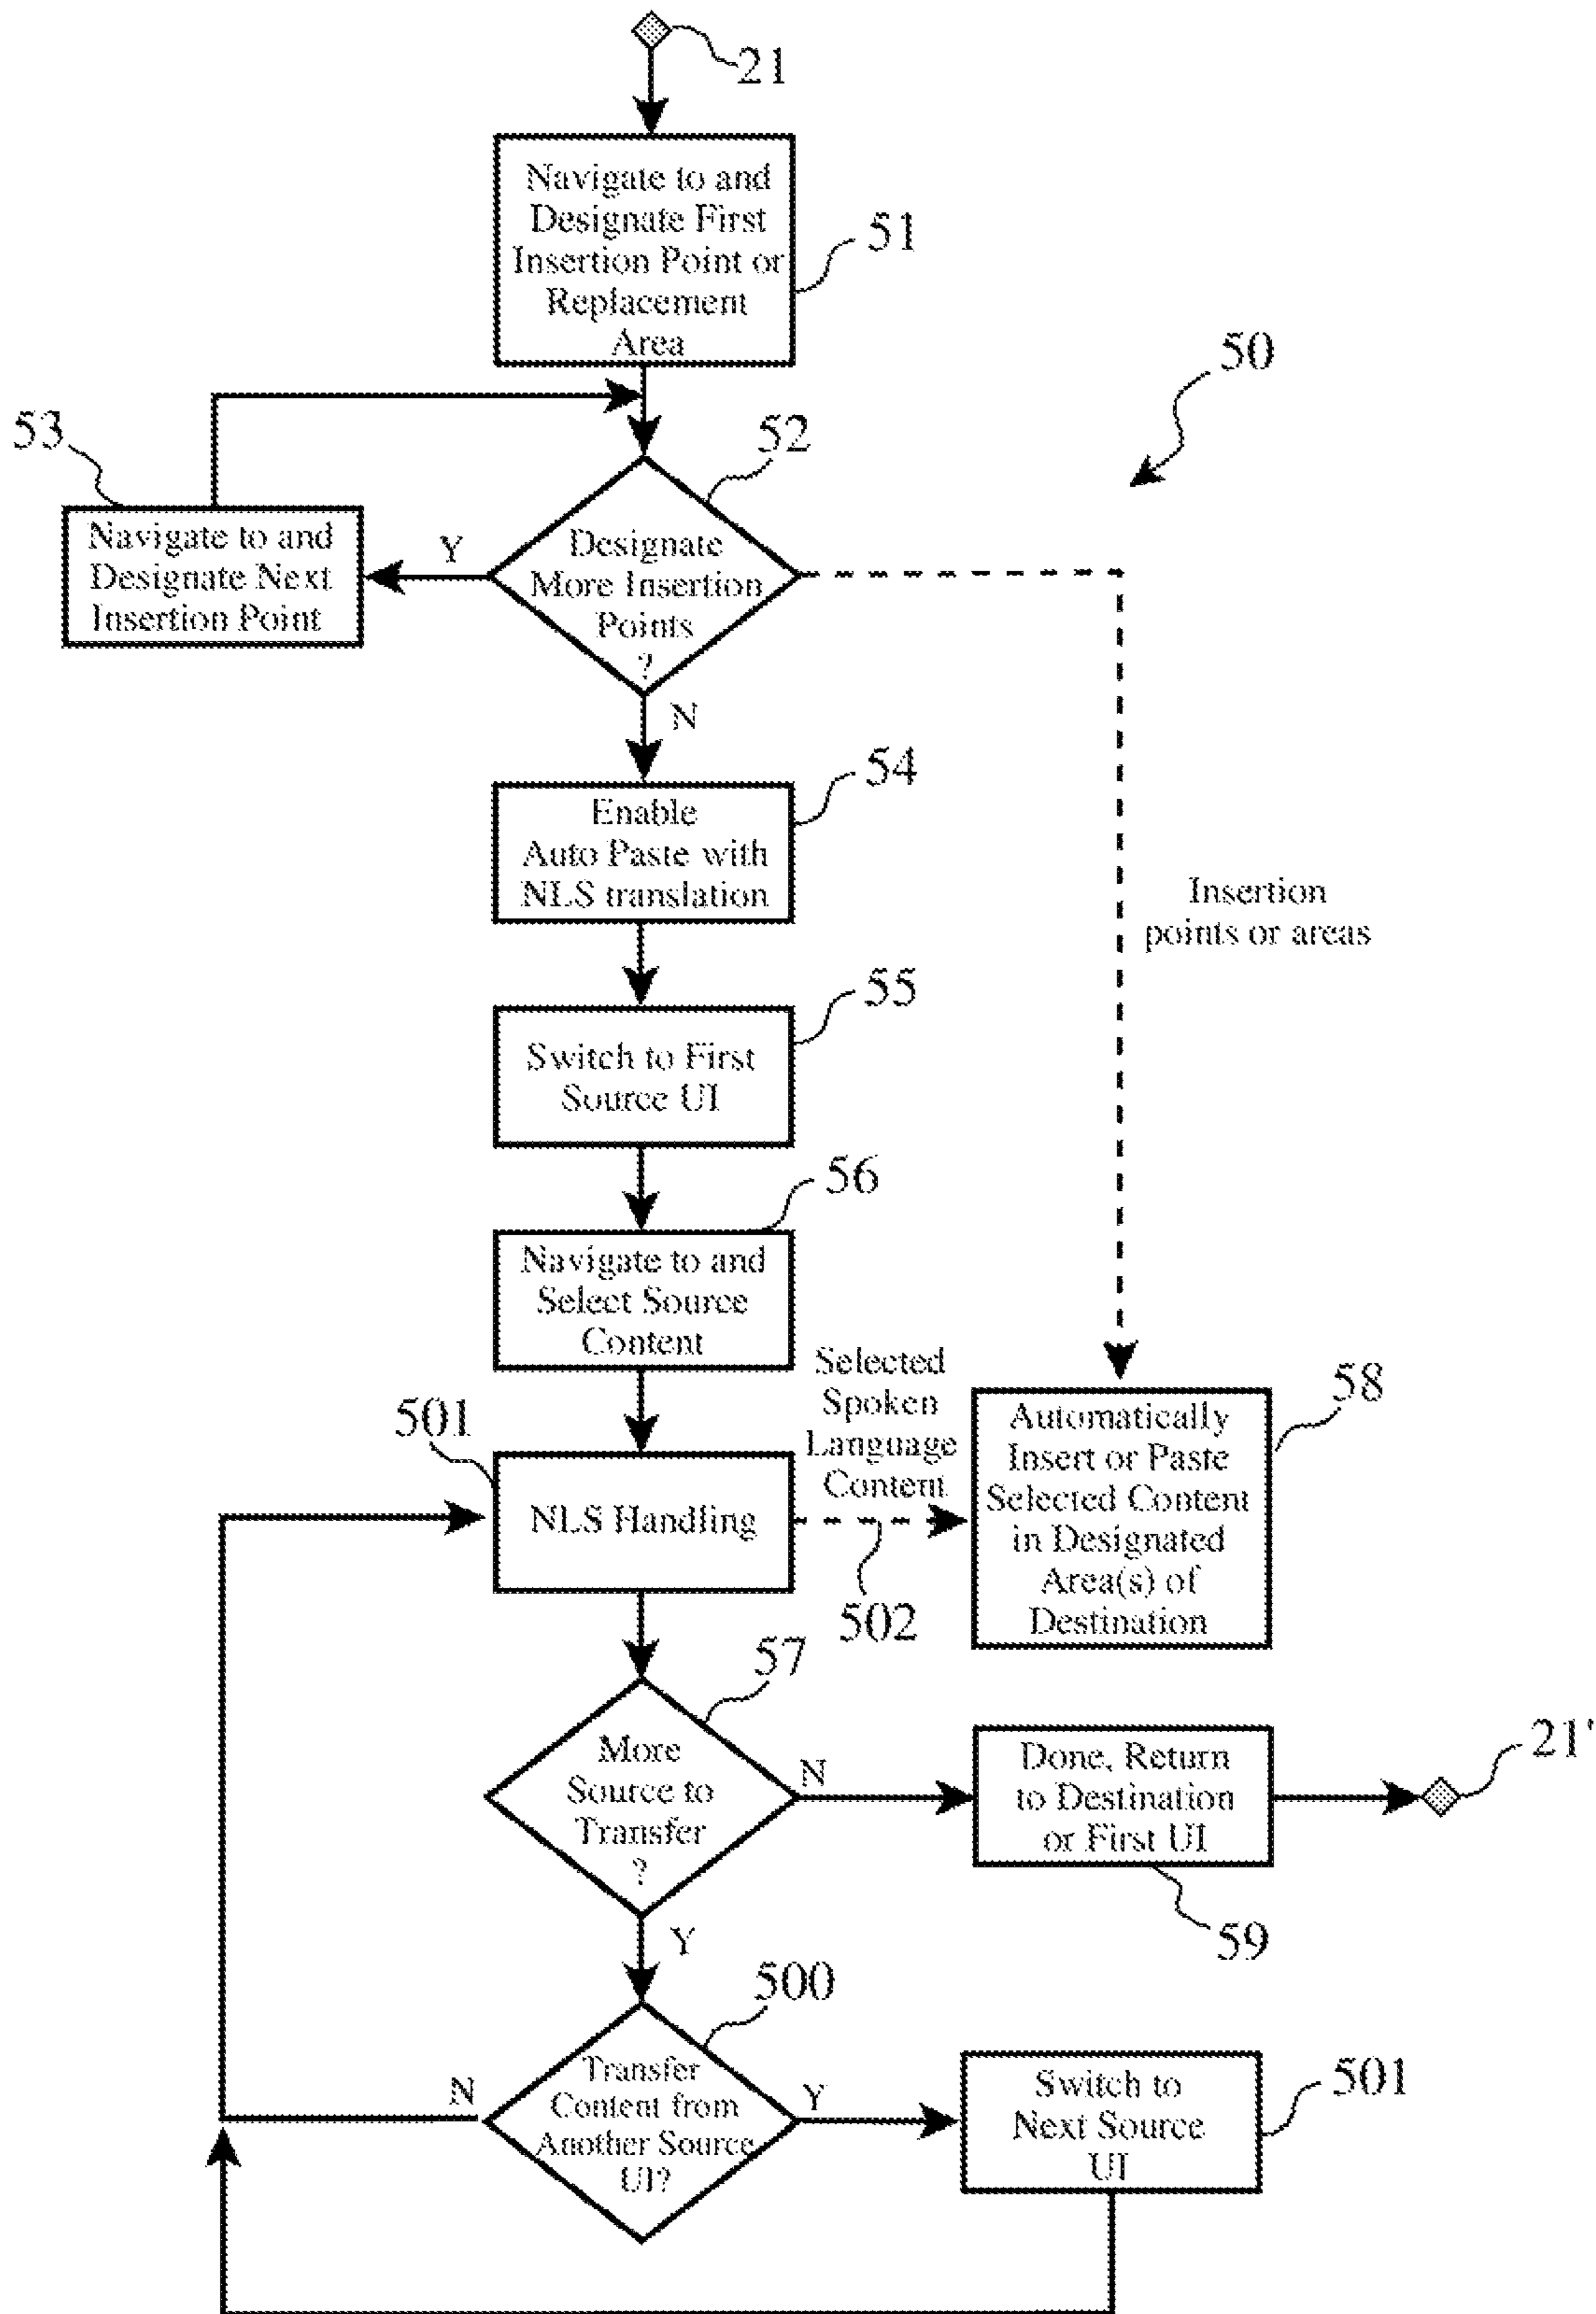 21
Navigate to and
Designate First
Insertion Point or
Replacement
Area
51
50
53
52
Navigate to and
Designate Next
Insertion Point
Y
Designate
More Insertion
Points
?
N
54
Enable
Auto Paste with
NLS translation
Insertion
points or areas
55
Switch to First
Source UI
56
Navigate to and
Select Source
Content
Selected
Spoken
Language
Content
58
Automatically
Insert or Paste
Selected Content
in Designated
Area(s) of
Destination
501
NLS Handling
502
57
More
Source to
Transfer
?
N
Done, Return
to Destination
or First UI
21'
59
Y
500
Transfer
Content from
Another Source
UI?
N
Y
Switch to
Next Source
UI
501